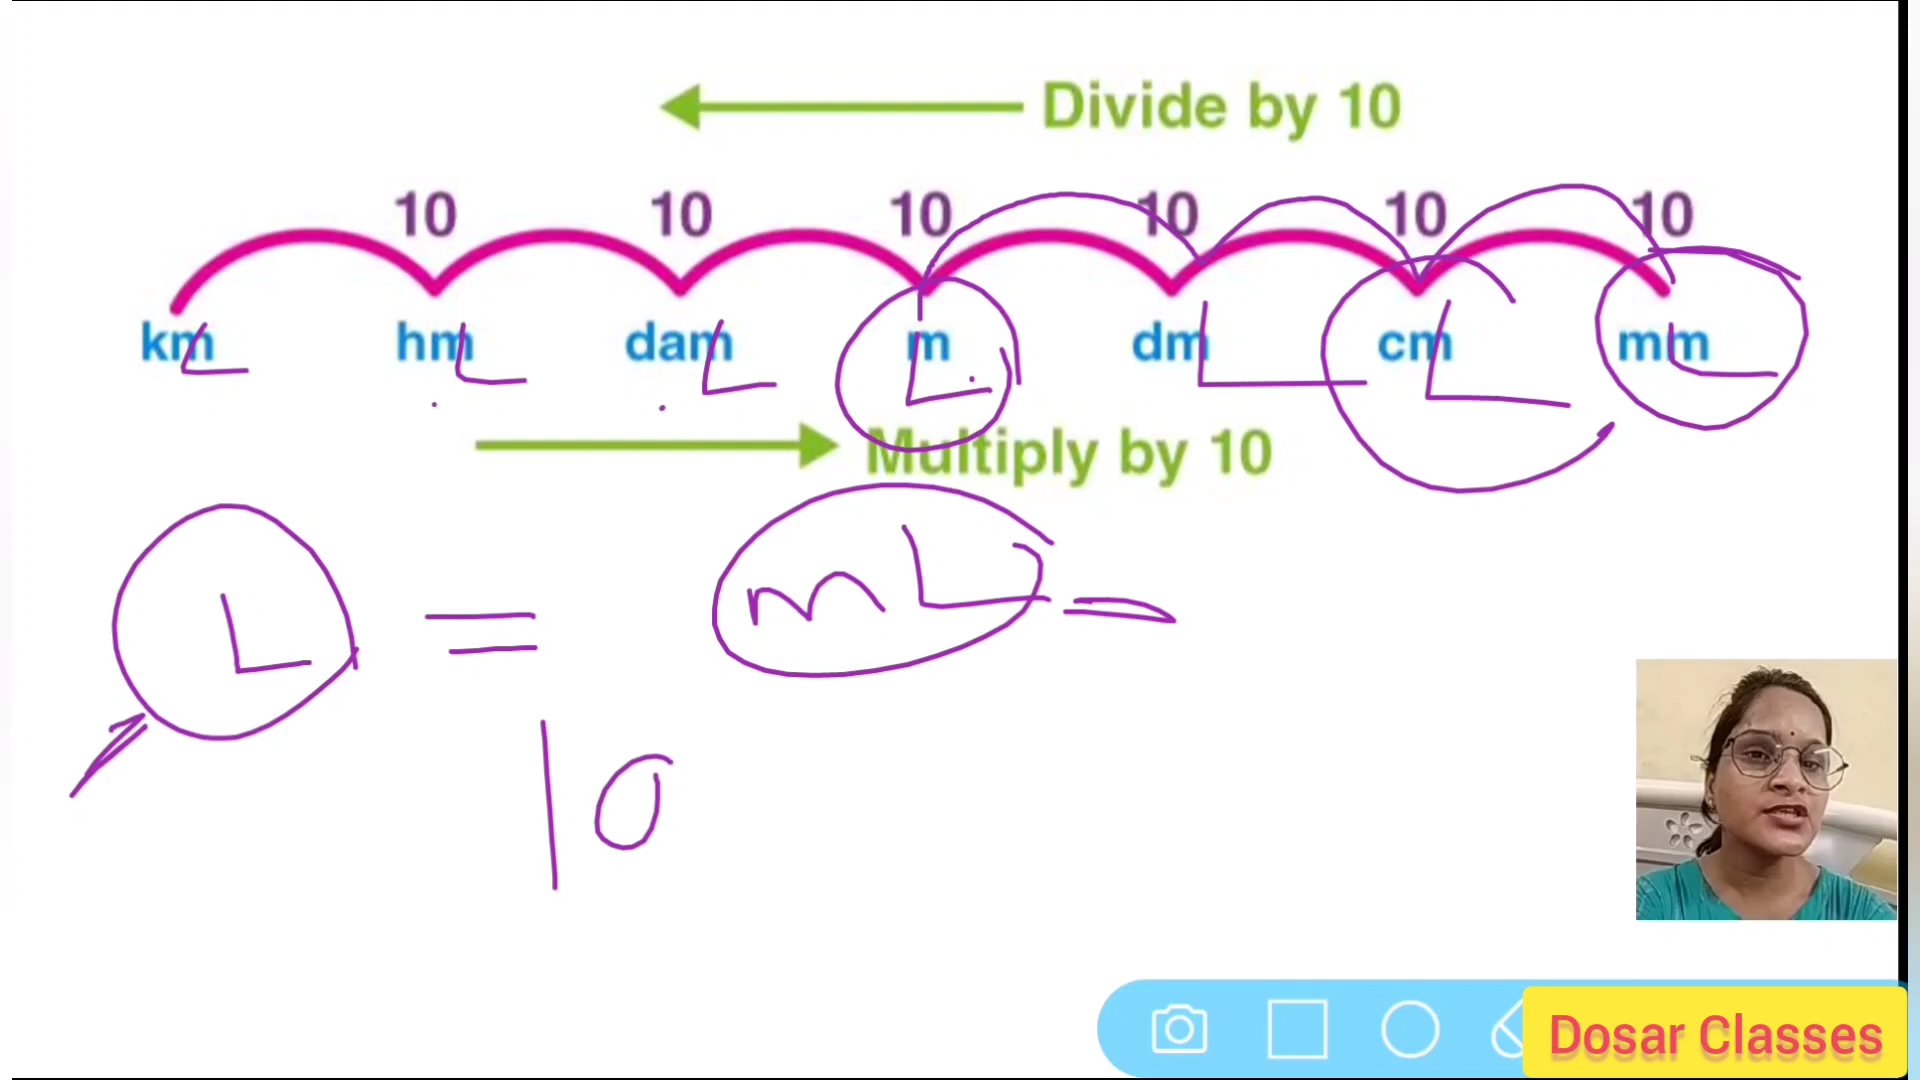 Divide by 10
10 10 10 10 10 10
km hm dam m dm cm mm
L L L L L L L
Multiply by 10
L = mL =
10
Dosar Classes